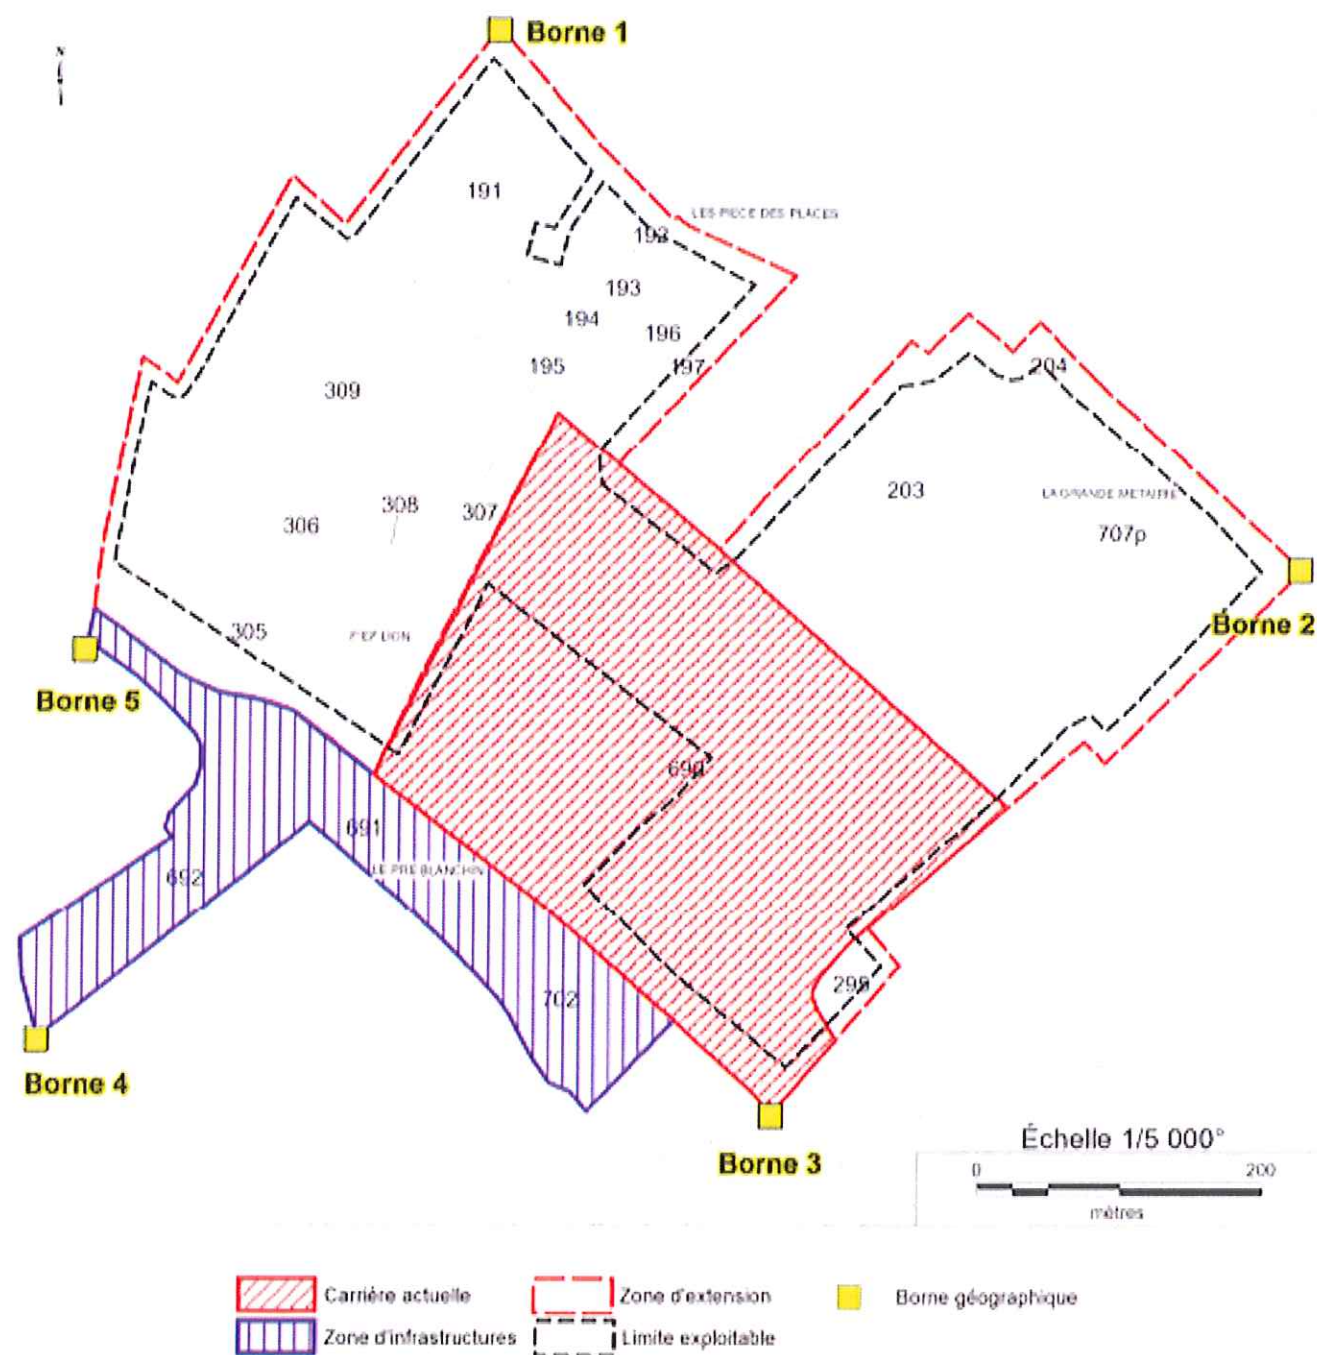 Borne 1
N
191
LES PIECE DES PLACES
192
193
194
196
195
197
204
309
203
LA GRANDE METAIRIE
308
307
306
707p
Borne 2
305
Borne 5
690
691
LE PRE BLANCHIN
692
298
702
Borne 4
Borne 3
Échelle 1/5 000°
0 200
mètres
Carrière actuelle
Zone d'extension
Borne géographique
Zone d'infrastructures
Limite exploitable